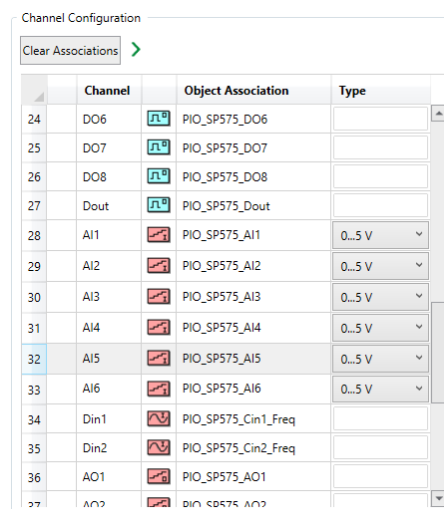 Channel Configuration
Clear Associations
Channel Object Association Type
24 DO6 PIO_SP575_DO6
25 DO7 PIO_SP575_DO7
26 DO8 PIO_SP575_DO8
27 Dout PIO_SP575_Dout
28 AI1 PIO_SP575_AI1 0...5 V
29 AI2 PIO_SP575_AI2 0...5 V
30 AI3 PIO_SP575_AI3 0...5 V
31 AI4 PIO_SP575_AI4 0...5 V
32 AI5 PIO_SP575_AI5 0...5 V
33 AI6 PIO_SP575_AI6 0...5 V
34 Din1 PIO_SP575_Cin1_Freq
35 Din2 PIO_SP575_Cin2_Freq
36 AO1 PIO_SP575_AO1
37 AO2 PIO_SP575_AO2